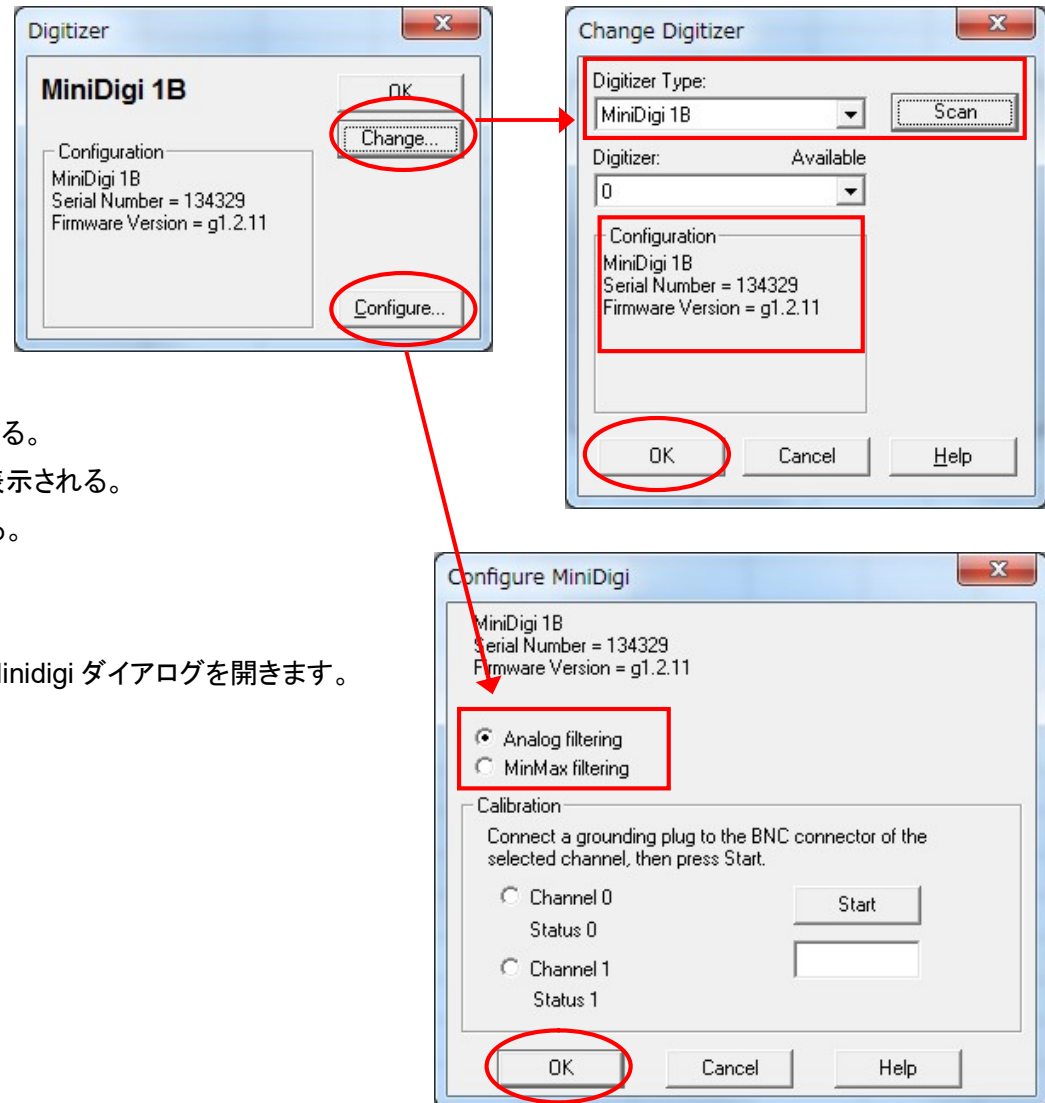 Digitizer
MiniDigi 1B
OK
Change...
Configuration
MiniDigi 1B
Serial Number = 134329
Firmware Version = g1.2.11
Configure...
Change Digitizer
Digitizer Type:
MiniDigi 1B
Scan
Digitizer:
Available
0
Configuration
MiniDigi 1B
Serial Number = 134329
Firmware Version = g1.2.11
OK
Cancel
Help
る。
示される。
。
inidigi ダイアログを開きます。
Configure MiniDigi
MiniDigi 1B
Serial Number = 134329
Firmware Version = g1.2.11
Analog filtering
MinMax filtering
Calibration
Connect a grounding plug to the BNC connector of the
selected channel, then press Start.
Channel 0
Start
Status 0
Channel 1
Status 1
OK
Cancel
Help